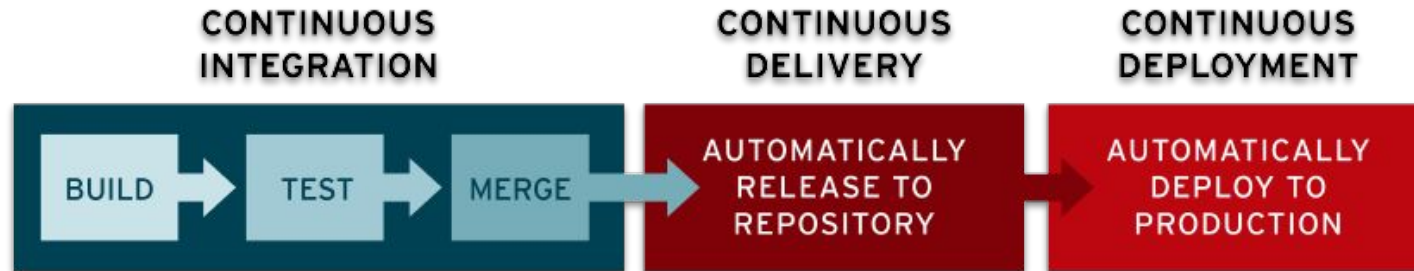 CONTINUOUS
INTEGRATION
CONTINUOUS
DELIVERY
CONTINUOUS
DEPLOYMENT
BUILD
TEST
MERGE
AUTOMATICALLY
RELEASE TO
REPOSITORY
AUTOMATICALLY
DEPLOY TO
PRODUCTION